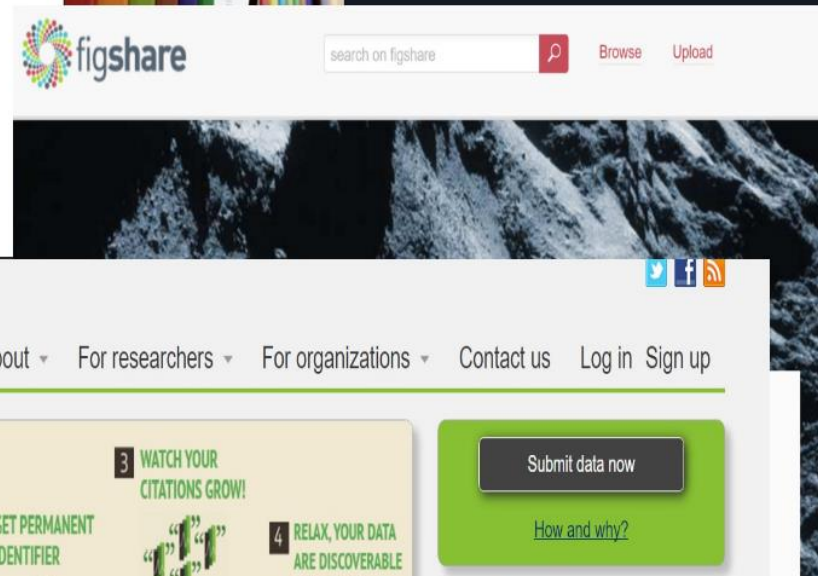 figshare
search on figshare
Browse Upload
For researchers For organizations Contact us Log in Sign up
3 WATCH YOUR
CITATIONS GROW!
PERMANENT
4 RELAX, YOUR DATA
ARE DISCOVERABLE
Submit data now
How and why?